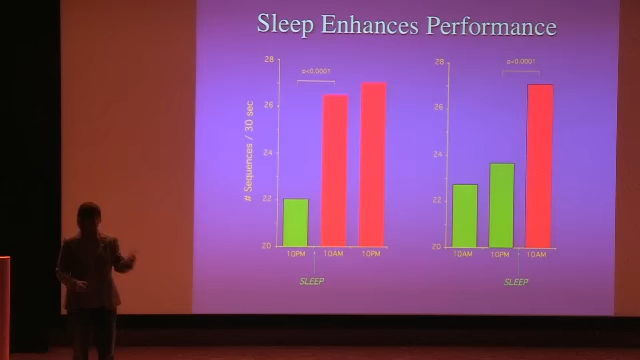 Sleep Enhances Performance
# Sequences / 30 sec
28
26
24
22
20
p<0.0001
10PM
10AM
10PM
SLEEP
28
26
24
22
20
p<0.0001
10AM
10PM
10AM
SLEEP